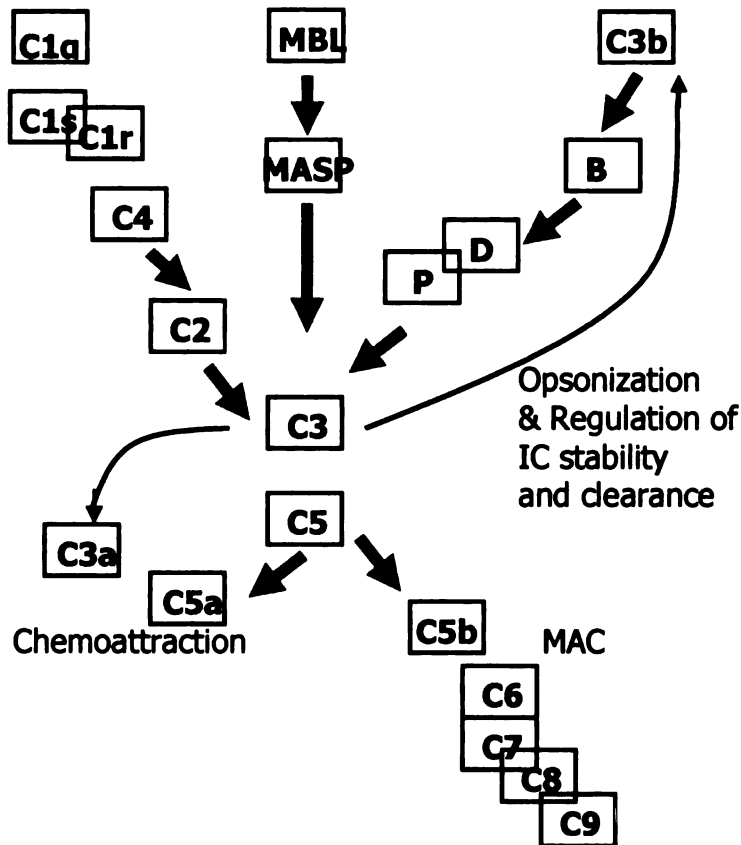 C1q
MBL
C3b
C1s
C1r
MASP
B
C4
D
P
C2
C3
Opsonization
& Regulation of
IC stability
and clearance
C5
C3a
C5a
Chemoattraction
C5b
MAC
C6
C7
C8
C9